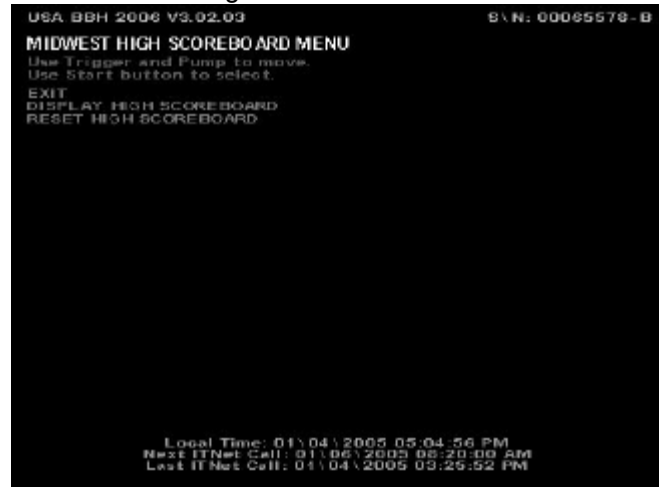 USA BBH 2006 V3.02.03 S\N: 00065578-B
MIDWEST HIGH SCOREBOARD MENU
Use Trigger and Pump to move.
Use Start button to select.
EXIT
DISPLAY HIGH SCOREBOARD
RESET HIGH SCOREBOARD
Local Time: 01\04\2005 05:04:56 PM
Next ITNet Call: 01\06\2005 06:20:00 AM
Last ITNet Call: 01\04\2005 03:25:52 PM